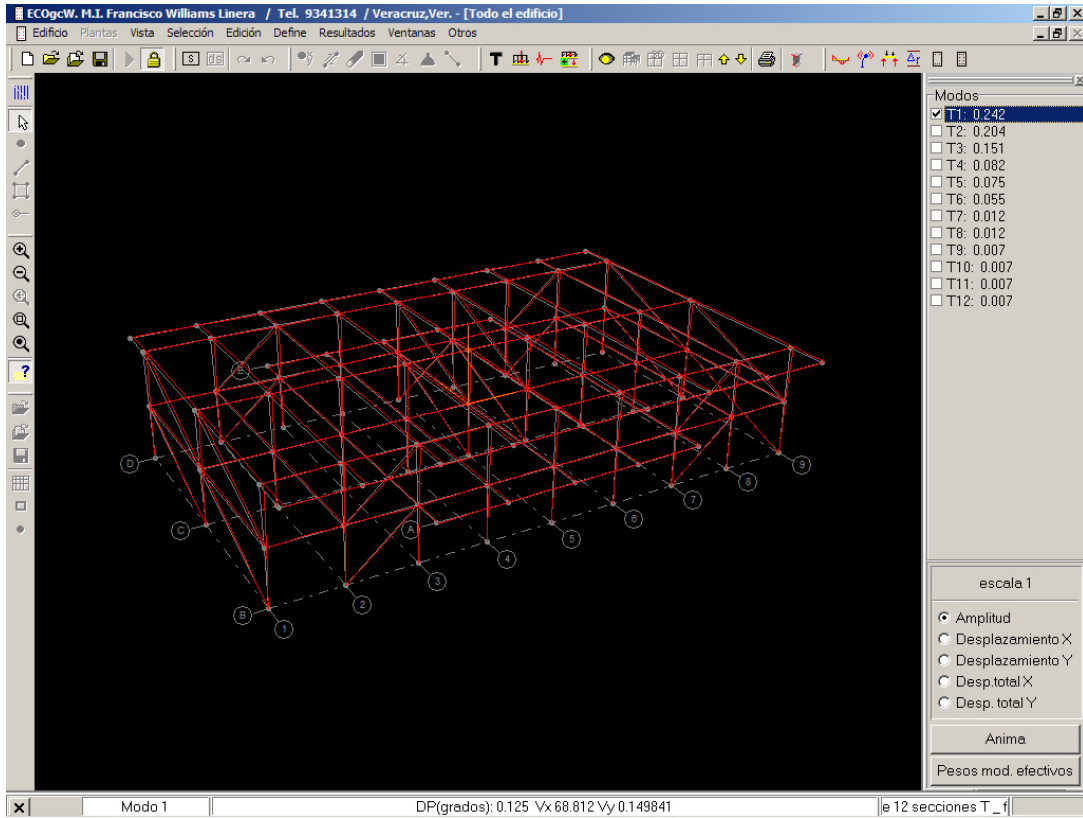 ECOgcW. M.I. Francisco Williams Linera / Tel. 9341314 / Veracruz,Ver. - [Todo el edificio]
Edificio Plantas Vista Selección Edición Define Resultados Ventanas Otros
S ds T
Modos
T1: 0.242
T2: 0.204
T3: 0.151
T4: 0.082
T5: 0.075
T6: 0.055
T7: 0.012
T8: 0.012
T9: 0.007
T10: 0.007
T11: 0.007
T12: 0.007
E
D
C
A
B
1
2
3
4
5
6
7
8
9
escala 1
Amplitud
Desplazamiento X
Desplazamiento Y
Desp.total X
Desp. total Y
Anima
Pesos mod. efectivos
Modo 1
DP(grados): 0.125 Vx 68.812 Vy 0.149841
e 12 secciones T _ f